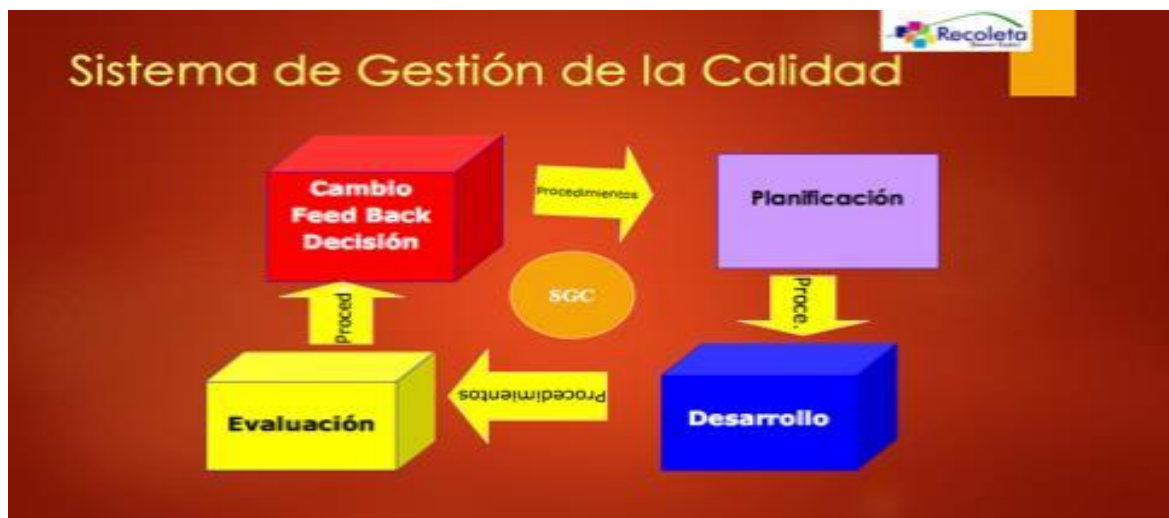 Recoleta
Sistema de Gestión de la Calidad
Cambio
Feed Back
Decisión
Procedimientos
Planificación
SGC
Proced
Proce.
Evaluación
Procedimientos
Desarrollo